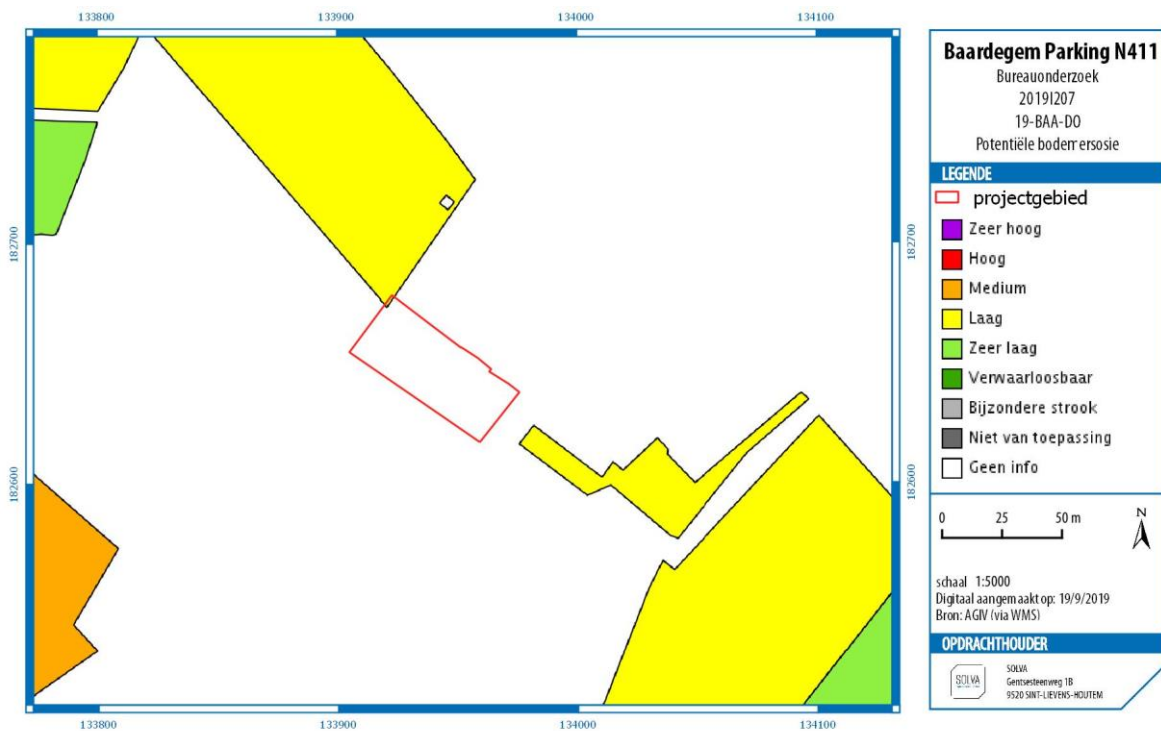 133800
133900
134000
134100
182700
182600
182700
182600
133800
133900
134000
134100
Baardegem Parking N411
Bureauonderzoek
2019I207
19-BAA-DO
Potentiële bodemersosie
LEGENDE
projectgebied
Zeer hoog
Hoog
Medium
Laag
Zeer laag
Verwaarloosbaar
Bijzondere strook
Niet van toepassing
Geen info
0 25 50 m
N
schaal 1:5000
Digitaal aangemaakt op: 19/9/2019
Bron: AGIV (via WMS)
OPDRACHTHOUDER
SOLVA
SOLVA
Gentsesteenweg 1B
9520 SINT-LIEVENS-HOUTEM